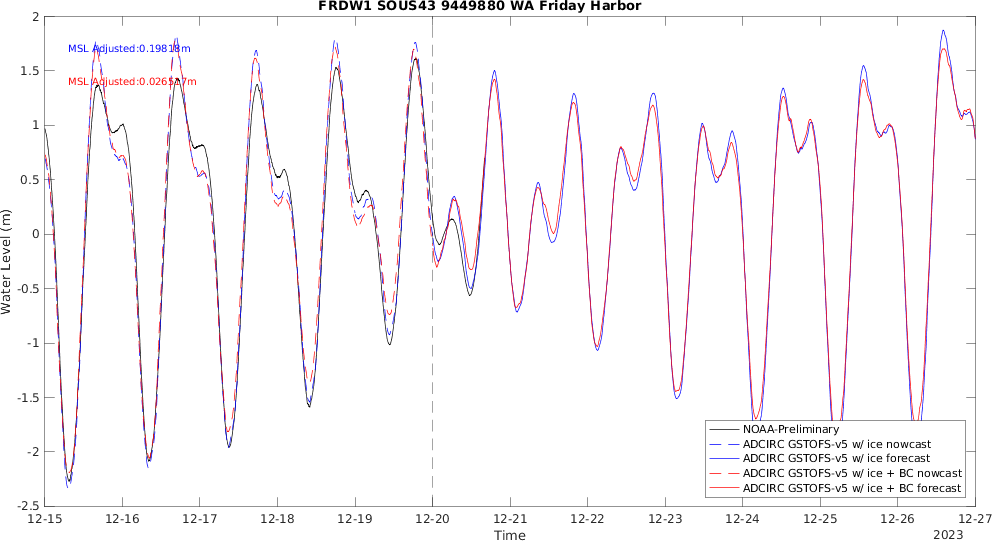 FRDW1 SOUS43 9449880 WA Friday Harbor
MSL Adjusted:0.19818m
MSL Adjusted:
Water Level (m)
2
1.5
1
0.5
0
-0.5
-1
-1.5
-2
-2.5
NOAA-Preliminary
ADCIRC GSTOFS-v5 w/ ice nowcast
ADCIRC GSTOFS-v5 w/ ice forecast
ADCIRC GSTOFS-v5 w/ ice + BC nowcast
ADCIRC GSTOFS-v5 w/ ice + BC forecast
12-15 12-16 12-17 12-18 12-19 12-20 12-21 12-22 12-23 12-24 12-25 12-26 12-27
Time
2023